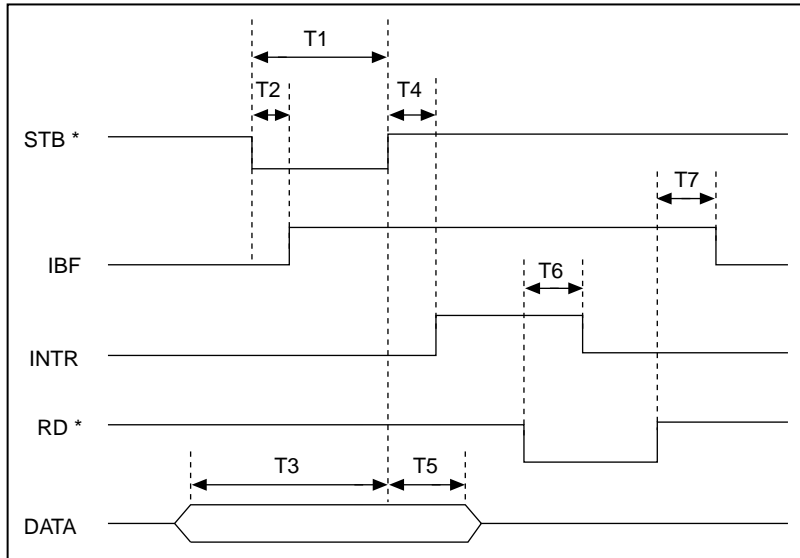 T1
T2
T4
STB *
T7
IBF
T6
INTR
RD *
T3
T5
DATA